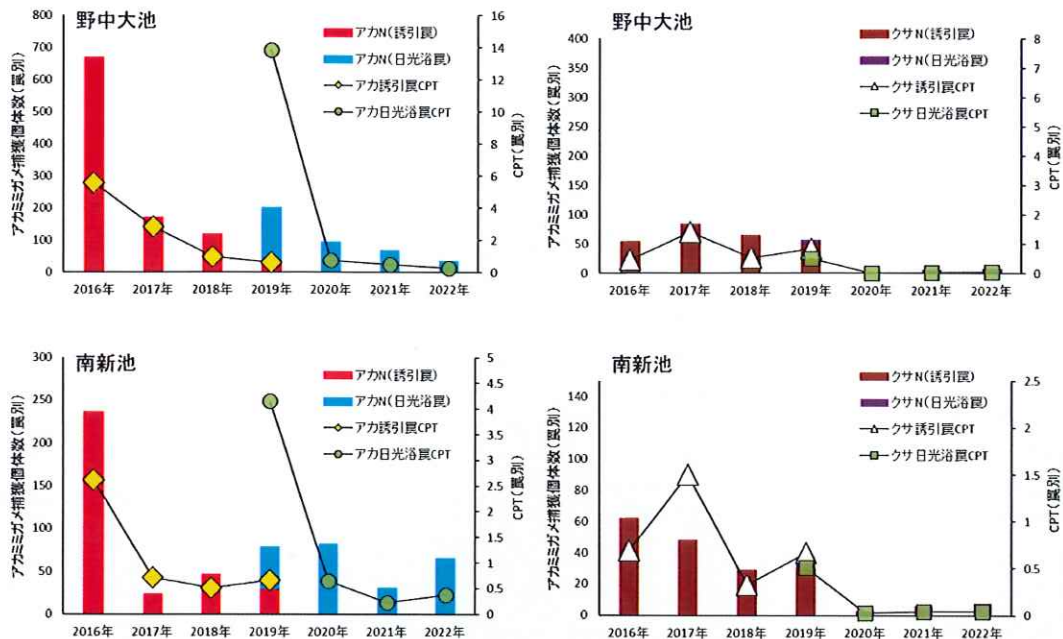 野中大池
アカミミガメ捕獲個体数(罠別)
800
700
600
500
400
300
200
100
0
16
14
12
10
8
6
4
2
0
CPT(罠別)
アカN(誘引罠)
アカN(日光浴罠)
アカ誘引罠CPT
アカ日光浴罠CPT
2016年 2017年 2018年 2019年 2020年 2021年 2022年
野中大池
アカミミガメ捕獲個体数(罠別)
400
350
300
250
200
150
100
50
0
8
7
6
5
4
3
2
1
0
CPT(罠別)
クサN(誘引罠)
クサN(日光浴罠)
クサ誘引罠CPT
クサ日光浴罠CPT
2016年 2017年 2018年 2019年 2020年 2021年 2022年
南新池
アカミミガメ捕獲個体数(罠別)
300
250
200
150
100
50
0
5
4.5
4
3.5
3
2.5
2
1.5
1
0.5
0
CPT(罠別)
アカN(誘引罠)
アカN(日光浴罠)
アカ誘引罠CPT
アカ日光浴罠CPT
2016年 2017年 2018年 2019年 2020年 2021年 2022年
南新池
アカミミガメ捕獲個体数(罠別)
140
120
100
80
60
40
20
0
2.5
2
1.5
1
0.5
0
CPT(罠別)
クサN(誘引罠)
クサN(日光浴罠)
クサ誘引罠CPT
クサ日光浴罠CPT
2016年 2017年 2018年 2019年 2020年 2021年 2022年